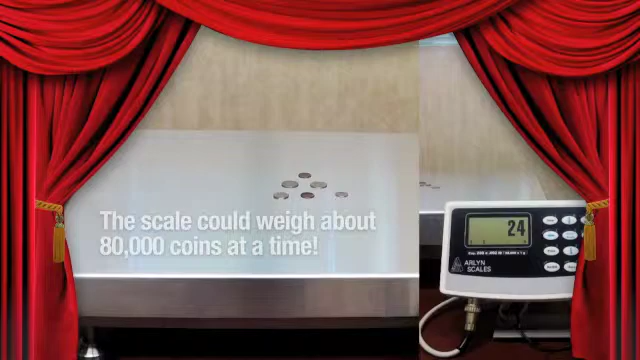 The scale could weigh about
80,000 coins at a time!
24
ARLYN
SCALES